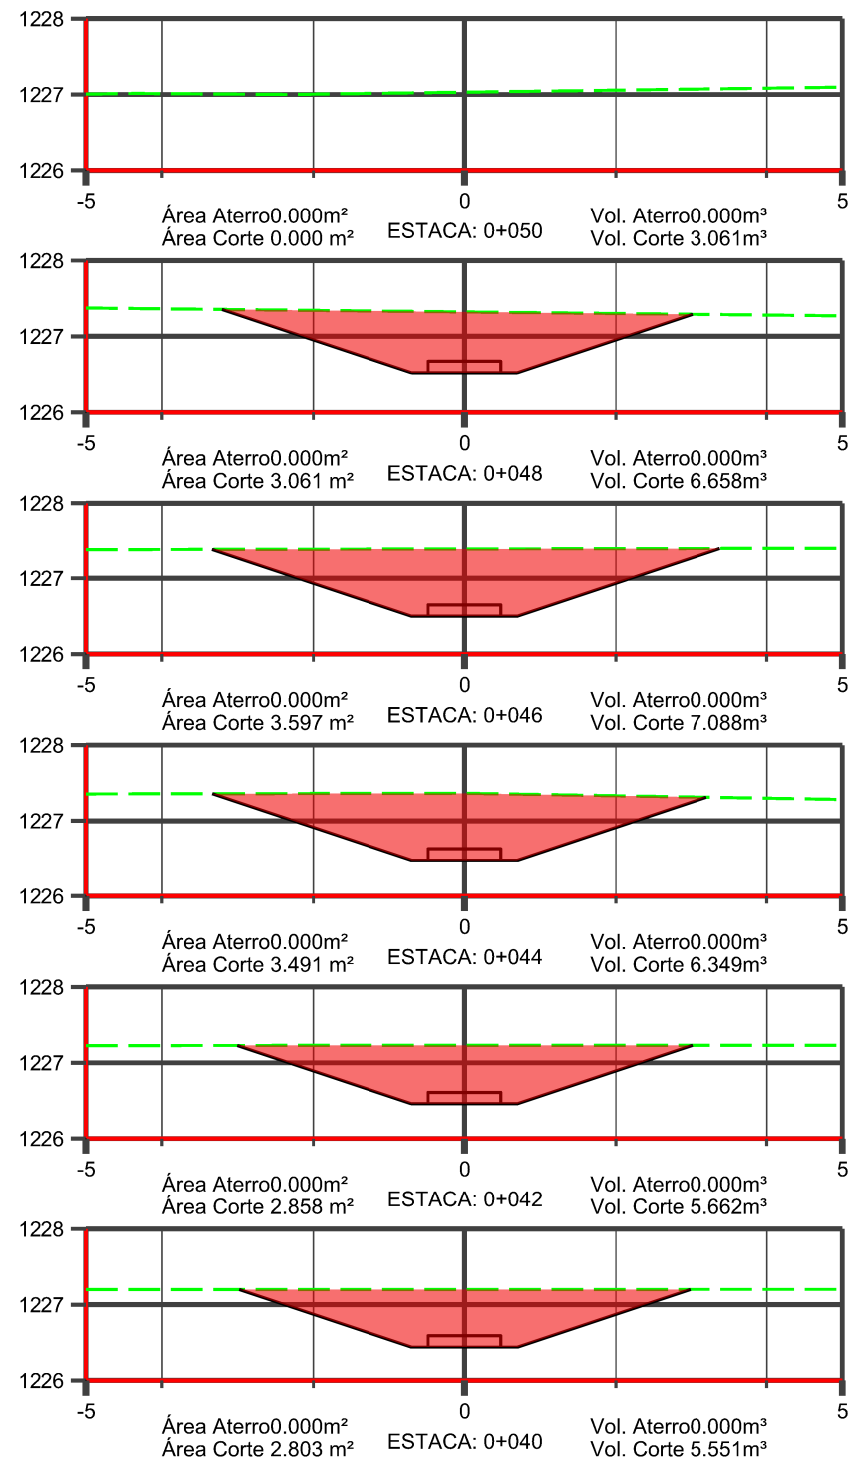 1228
1227
1226
-5 0 5
Área Aterro0.000m² Vol. Aterro0.000m³
Área Corte 0.000 m² ESTACA: 0+050 Vol. Corte 3.061m³
1228
1227
1226
-5 0 5
Área Aterro0.000m² Vol. Aterro0.000m³
Área Corte 3.061 m² ESTACA: 0+048 Vol. Corte 6.658m³
1228
1227
1226
-5 0 5
Área Aterro0.000m² Vol. Aterro0.000m³
Área Corte 3.597 m² ESTACA: 0+046 Vol. Corte 7.088m³
1228
1227
1226
-5 0 5
Área Aterro0.000m² Vol. Aterro0.000m³
Área Corte 3.491 m² ESTACA: 0+044 Vol. Corte 6.349m³
1228
1227
1226
-5 0 5
Área Aterro0.000m² Vol. Aterro0.000m³
Área Corte 2.858 m² ESTACA: 0+042 Vol. Corte 5.662m³
1228
1227
1226
-5 0 5
Área Aterro0.000m² Vol. Aterro0.000m³
Área Corte 2.803 m² ESTACA: 0+040 Vol. Corte 5.551m³